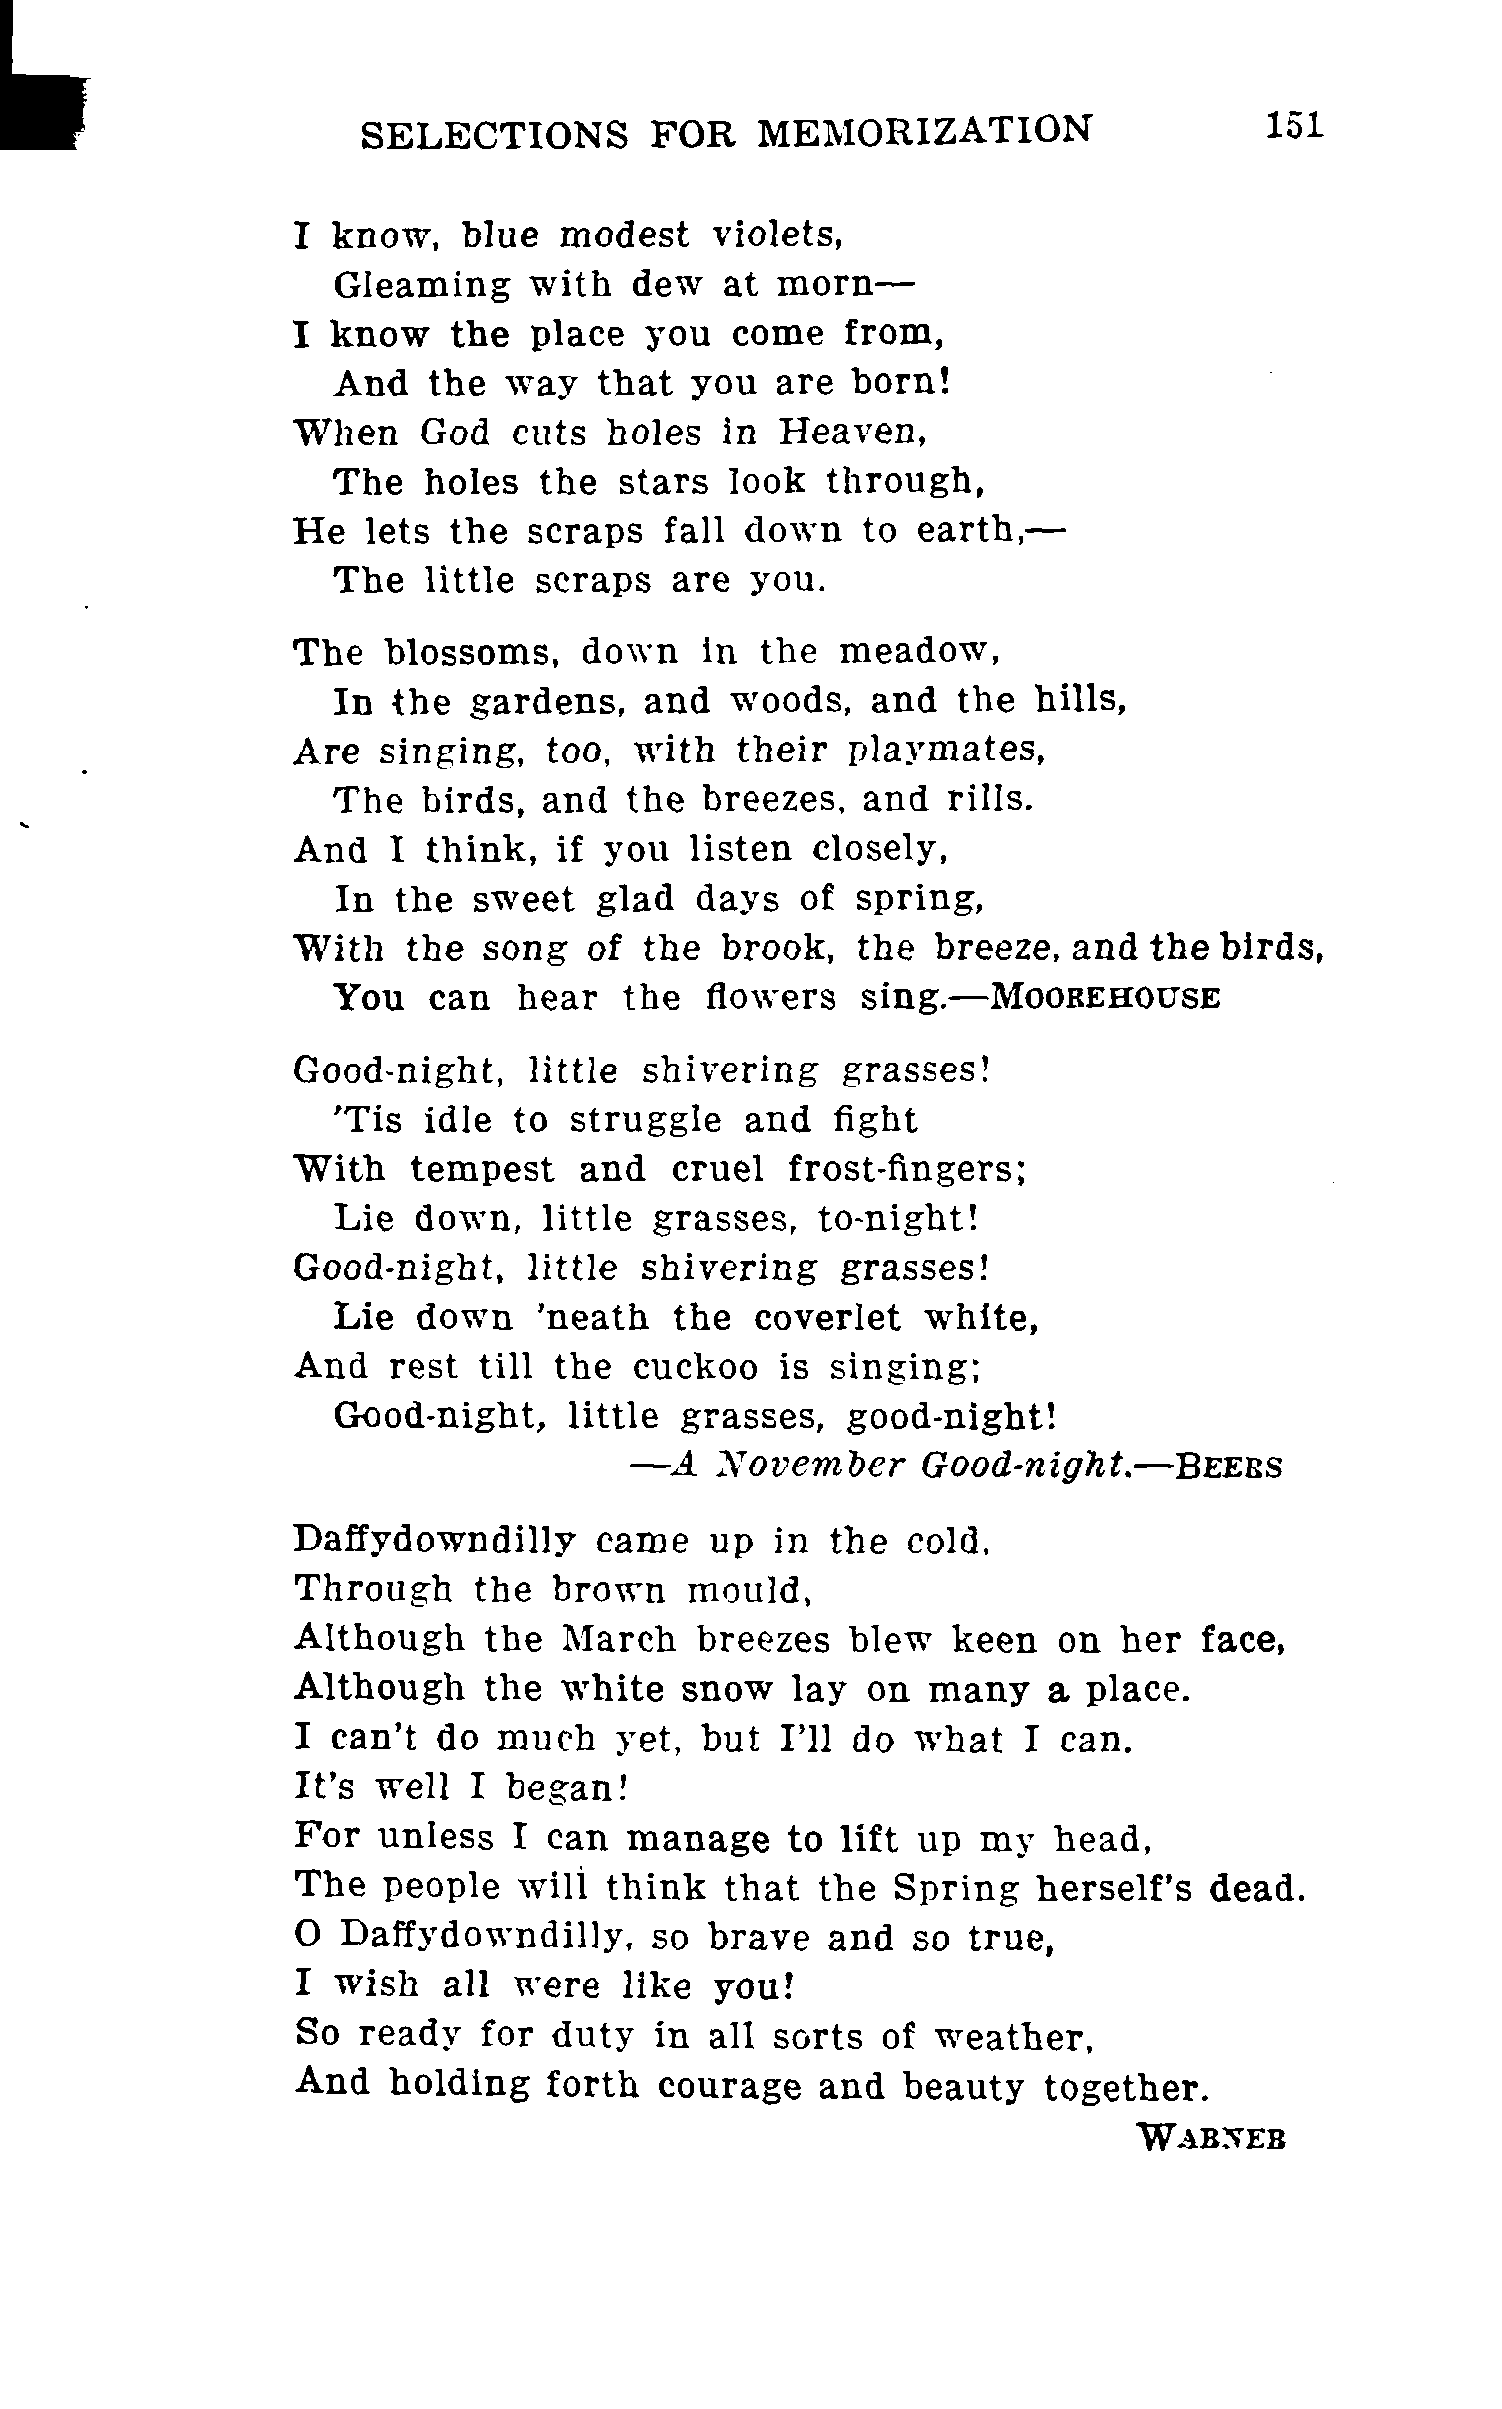 SELECTIONS FOR MEMORIZATION 151
I know, blue modest violets,
Gleaming with dew at morn—
I know the place you come from,
And the way that you are born!
When God cuts holes in Heaven,
The holes the stars look through,
He lets the scraps fall down to earth,—
The little scraps are you.
The blossoms, down in the meadow,
In the gardens, and woods, and the hills,
Are singing, too, with their playmates,
The birds, and the breezes, and rills.
And I think, if you listen closely,
In the sweet glad days of spring,
With the song of the brook, the breeze, and the birds,
You can hear the flowers sing.—MOOREHOUSE
Good-night, little shivering grasses!
'Tis idle to struggle and fight
With tempest and cruel frost-fingers;
Lie down, little grasses, to-night!
Good-night, little shivering grasses!
Lie down 'neath the coverlet white,
And rest till the cuckoo is singing;
Good-night, little grasses, good-night!
—A November Good-night.—BEERS
Daffydowndilly came up in the cold,
Through the brown mould,
Although the March breezes blew keen on her face,
Although the white snow lay on many a place.
I can't do much yet, but I'll do what I can.
It's well I began!
For unless I can manage to lift up my head,
The people will think that the Spring herself's dead.
O Daffydowndilly, so brave and so true,
I wish all were like you!
So ready for duty in all sorts of weather,
And holding forth courage and beauty together.
WARNER